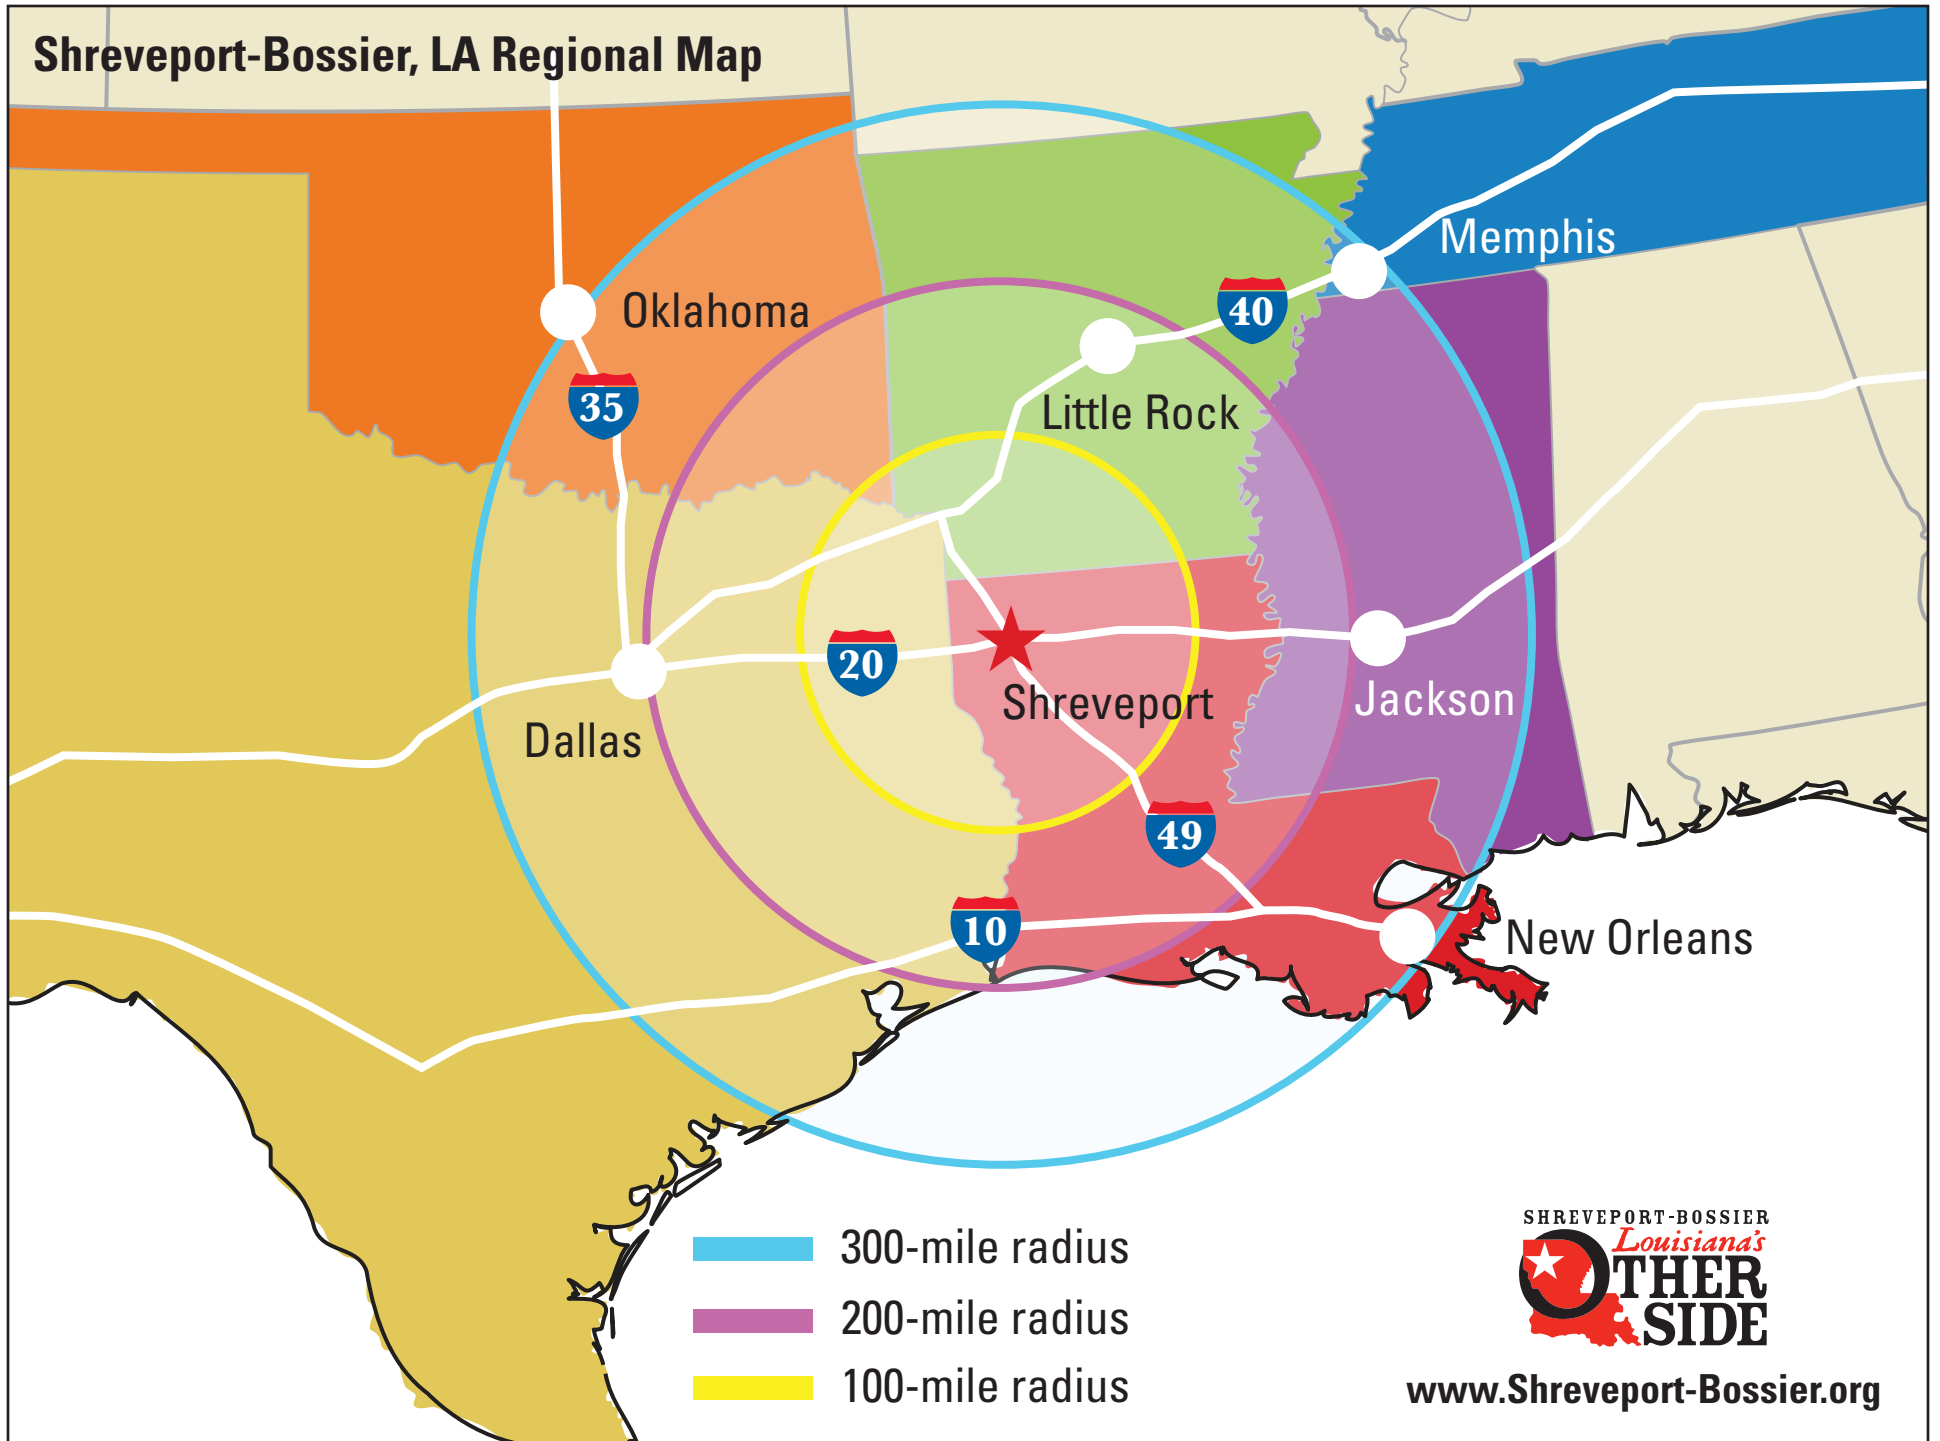 Shreveport-Bossier, LA Regional Map
Memphis
Oklahoma
40
35
Little Rock
20
Shreveport
Jackson
Dallas
49
10
New Orleans
300-mile radius
200-mile radius
100-mile radius
SHREVEPORT-BOSSIER
Louisiana's
OTHER
SIDE
www.Shreveport-Bossier.org